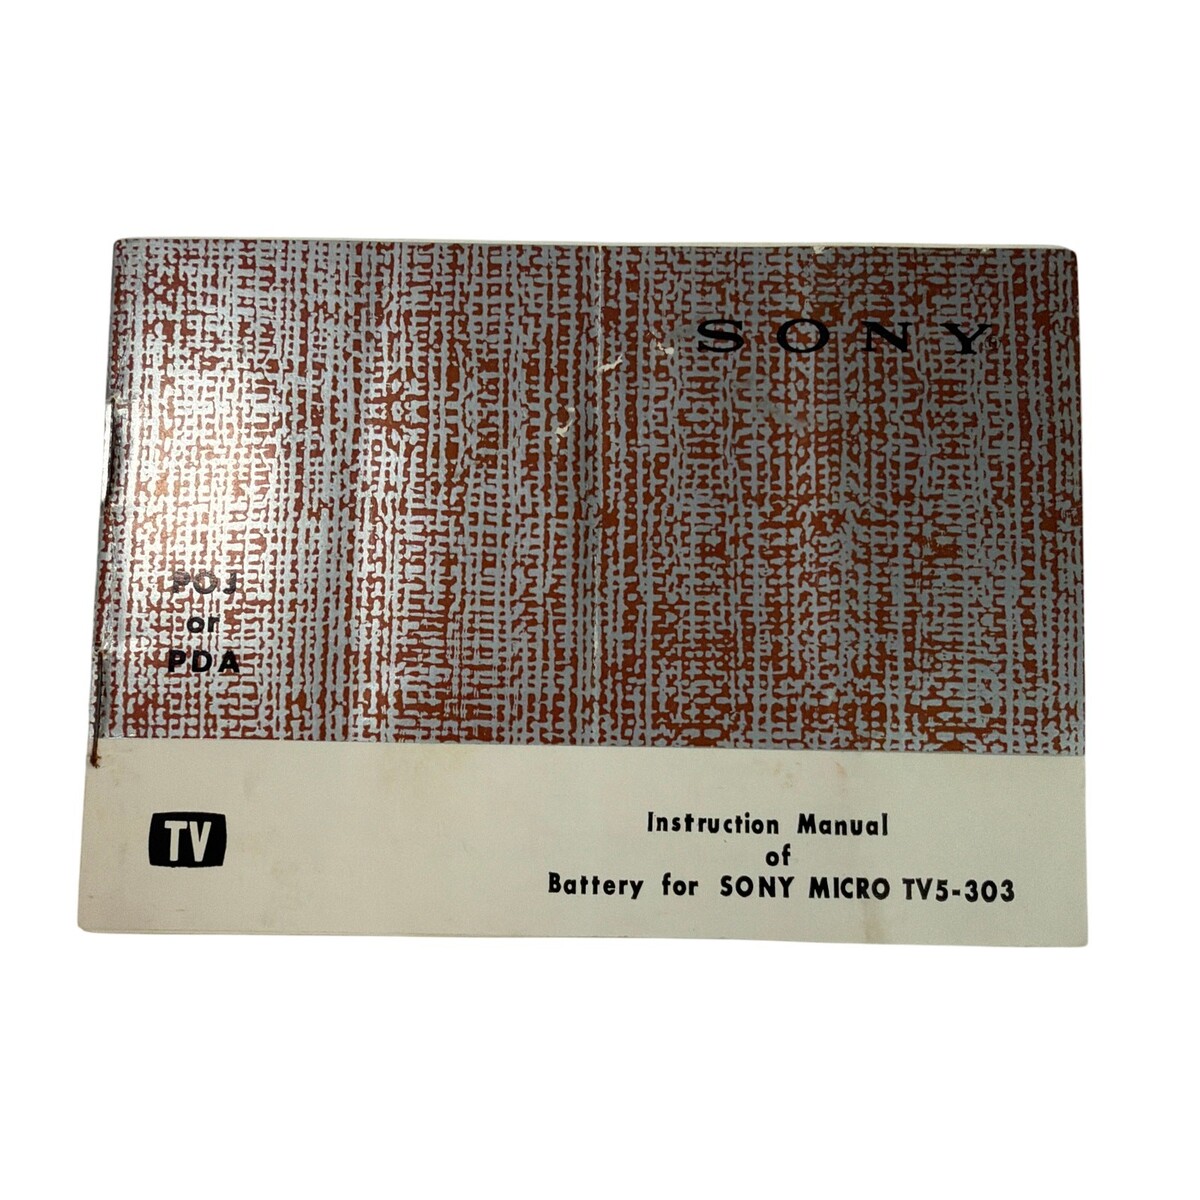 SONY®
POJ
or
PDA
TV
Instruction Manual
of
Battery for SONY MICRO TV5-303